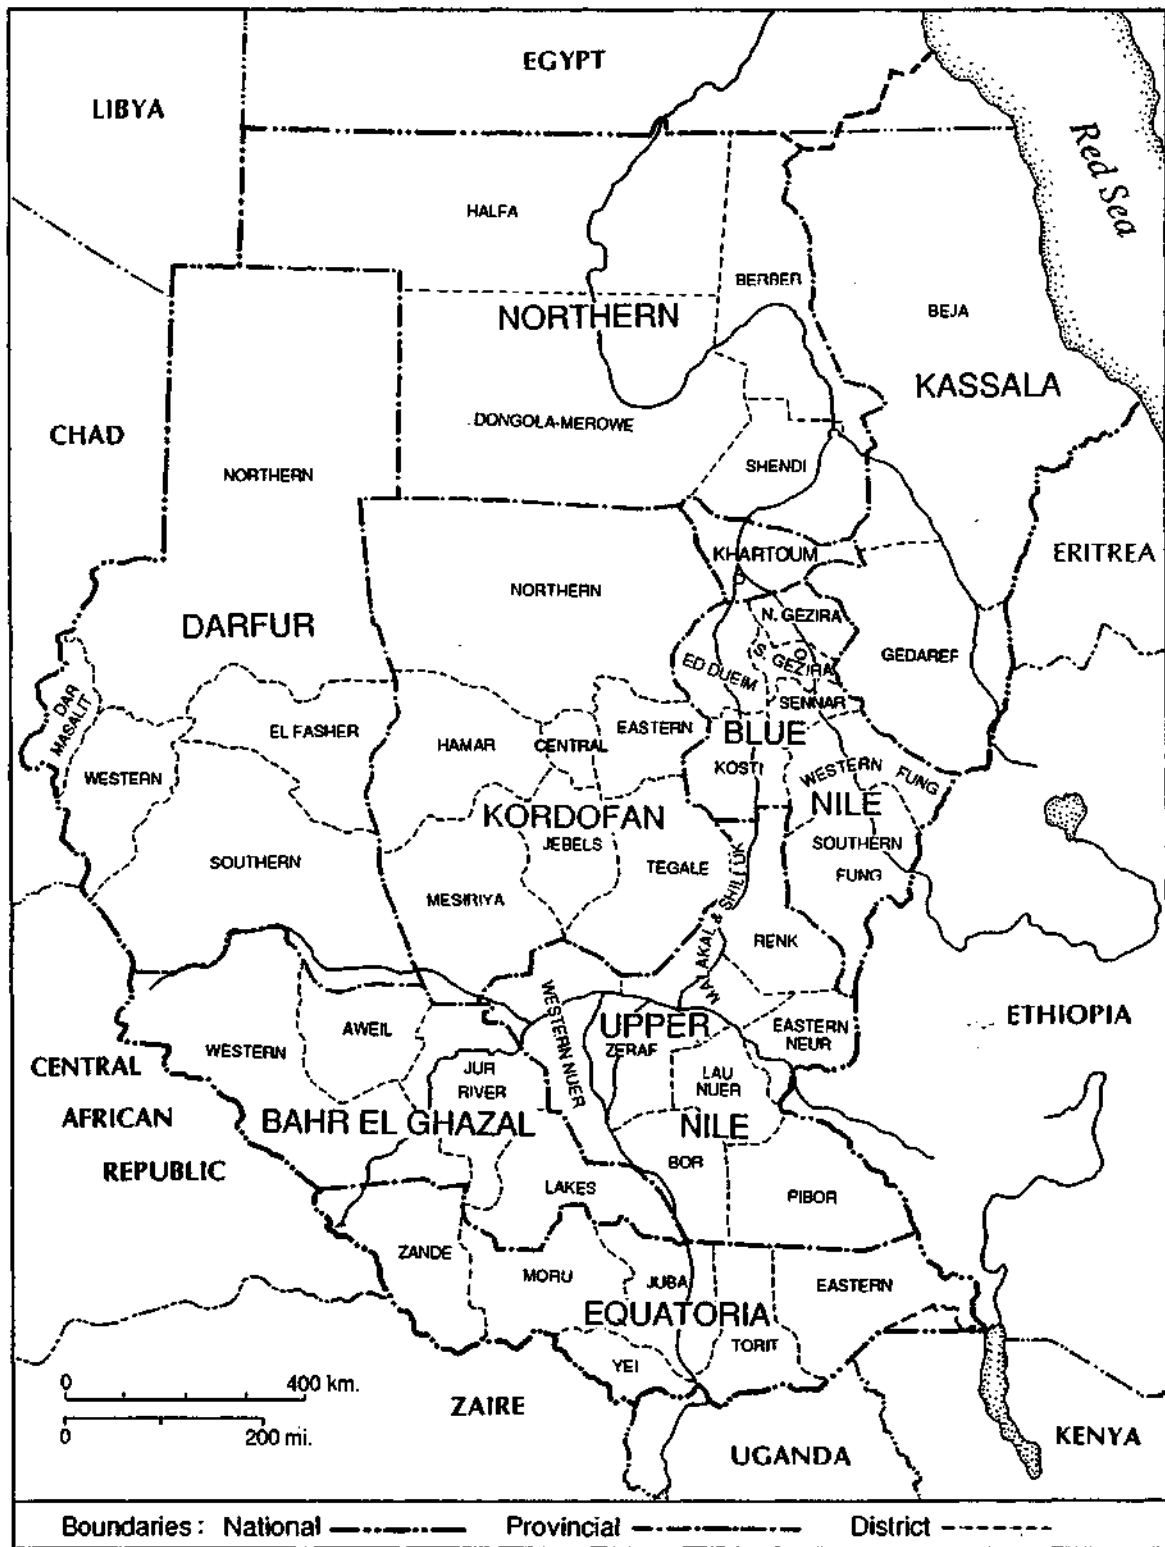 EGYPT
LIBYA
Red Sea
HALFA
BERBER
BEJA
NORTHERN
KASSALA
DONGOLA-MEROWE
CHAD
SHENDI
NORTHERN
KHARTOUM
ERITREA
NORTHERN
N. GEZIRA
DARFUR
S. GEZIRA
GEDAREF
ED DUEIM
SENNAR
DAR
MASALIT
EL FASHER
HAMAR
CENTRAL
EASTERN
BLUE
WESTERN
KOSTI
WESTERN FUNG
KORDOFAN
NILE
JEBELS
SOUTHERN
FUNG
SOUTHERN
TEGALE
MESIRIYA
MALAKAL & SHILLUK
RENK
WESTERN NUER
UPPER
ETHIOPIA
AWEIL
EASTERN
NEUR
WESTERN
ZERAF
CENTRAL
JUR
RIVER
LAU
NUER
AFRICAN
BAHR EL GHAZAL
NILE
REPUBLIC
BOR
LAKES
PIBOR
ZANDE
MORU
JUBA
EASTERN
EQUATORIA
TORIT
YEI
0 400 km.
0 200 mi.
ZAIRE
UGANDA
KENYA
Boundaries: National Provincial District